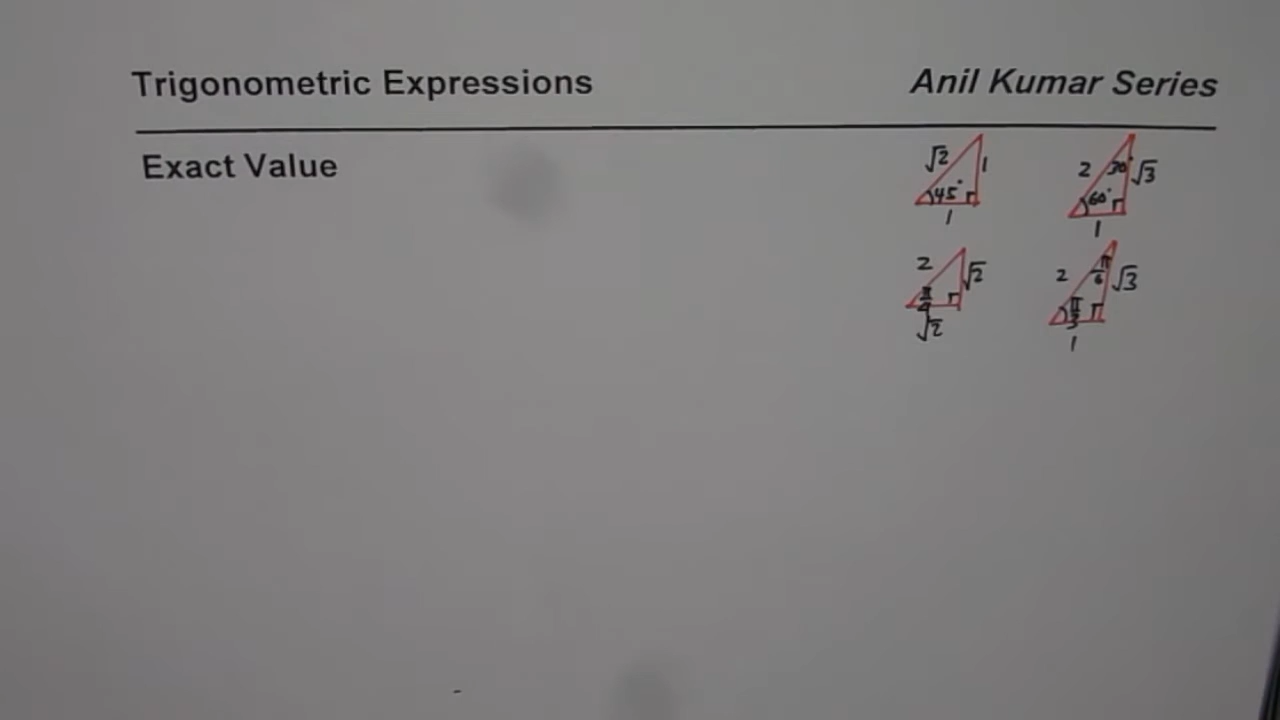 Trigonometric Expressions Anil Kumar Series
Exact Value
√2 1 45° 1
2 30° √3 60° 1
2 √2 π/4 √2
2 π/6 √3 π/3 1